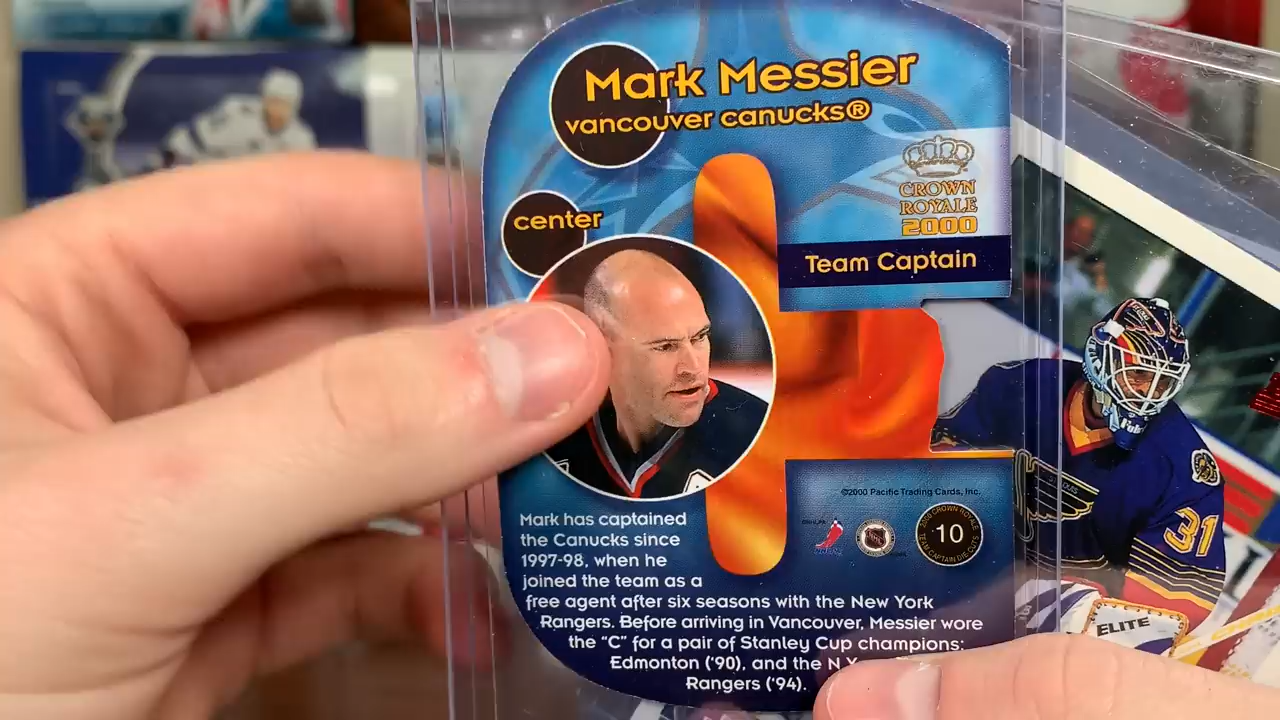 Mark Messier
vancouver canucks®
CROWN
ROYALE
2000
center
Team Captain
©2000 Pacific Trading Cards, Inc.
10
Mark has captained
the Canucks since
1997-98, when he
joined the team as a
free agent after six seasons with the New York
Rangers. Before arriving in Vancouver, Messier wore
the "C" for a pair of Stanley Cup champions:
Edmonton ('90), and the N.Y.
Rangers ('94).
31
ELITE